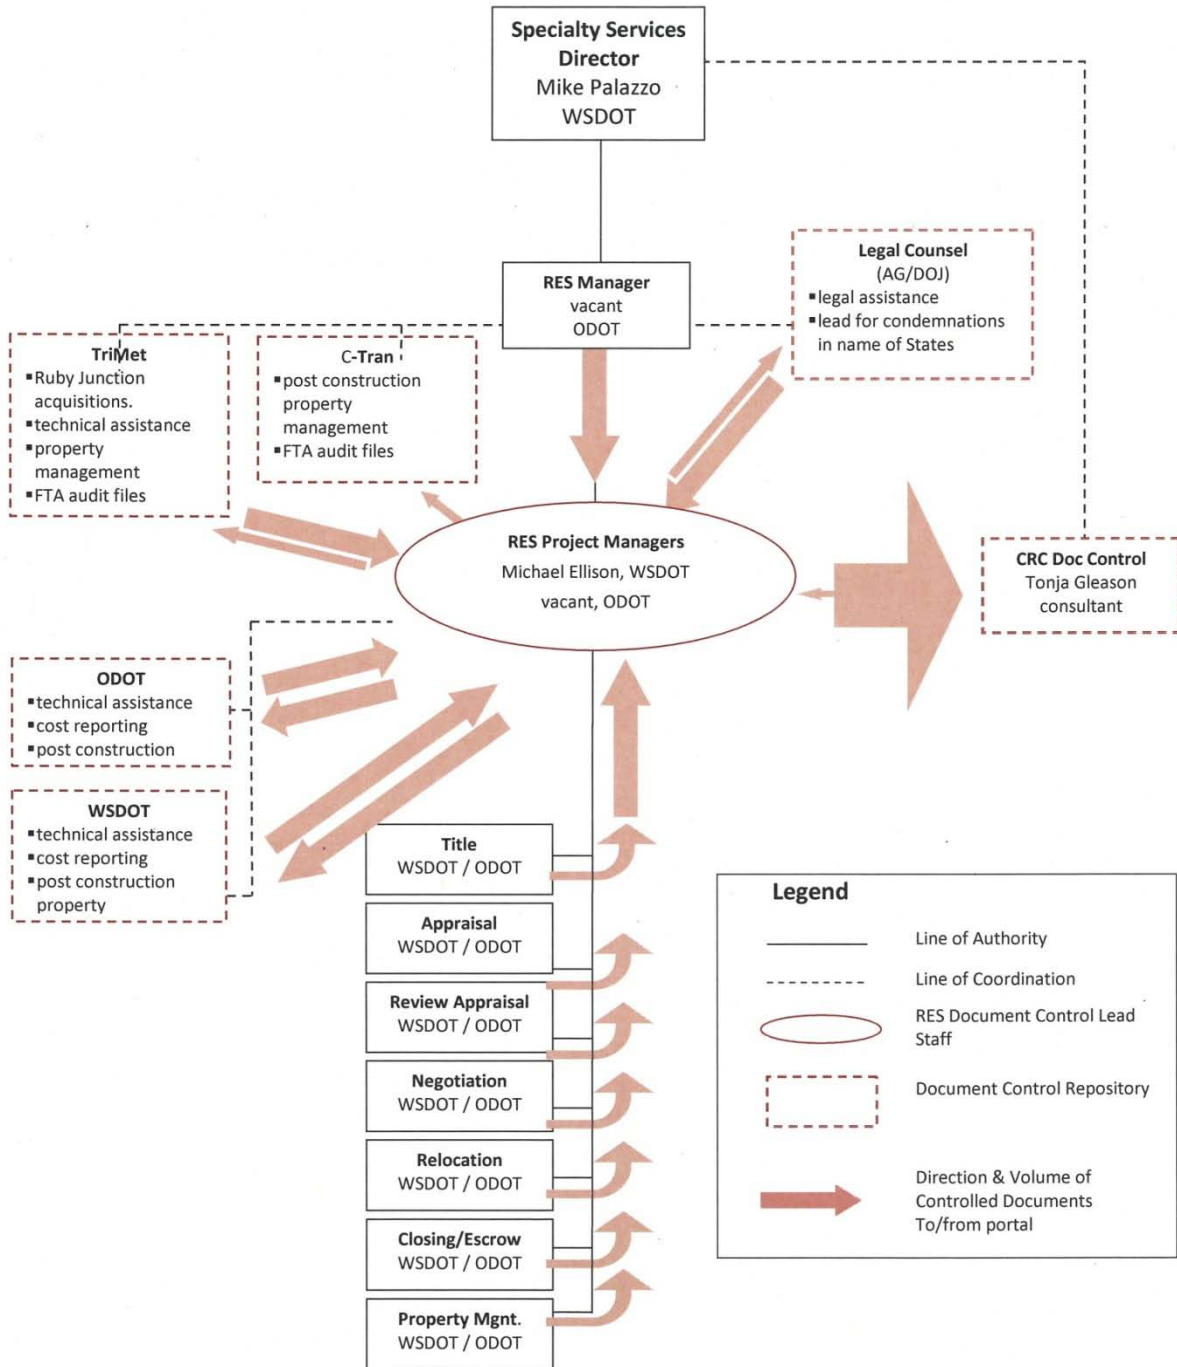 Specialty Services
Director
Mike Palazzo
WSDOT
RES Manager
vacant
ODOT
Legal Counsel
(AG/DOJ)
▪legal assistance
▪lead for condemnations
in name of States
TriMet
▪Ruby Junction
acquisitions.
▪technical assistance
▪property
management
▪FTA audit files
C-Tran
▪post construction
property
management
▪FTA audit files
RES Project Managers
Michael Ellison, WSDOT
vacant, ODOT
CRC Doc Control
Tonja Gleason
consultant
ODOT
▪technical assistance
▪cost reporting
▪post construction
WSDOT
▪technical assistance
▪cost reporting
▪post construction
property
Title
WSDOT / ODOT
Appraisal
WSDOT / ODOT
Review Appraisal
WSDOT / ODOT
Negotiation
WSDOT / ODOT
Relocation
WSDOT / ODOT
Closing/Escrow
WSDOT / ODOT
Property Mgnt.
WSDOT / ODOT
Legend
Line of Authority
Line of Coordination
RES Document Control Lead
Staff
Document Control Repository
Direction & Volume of
Controlled Documents
To/from portal